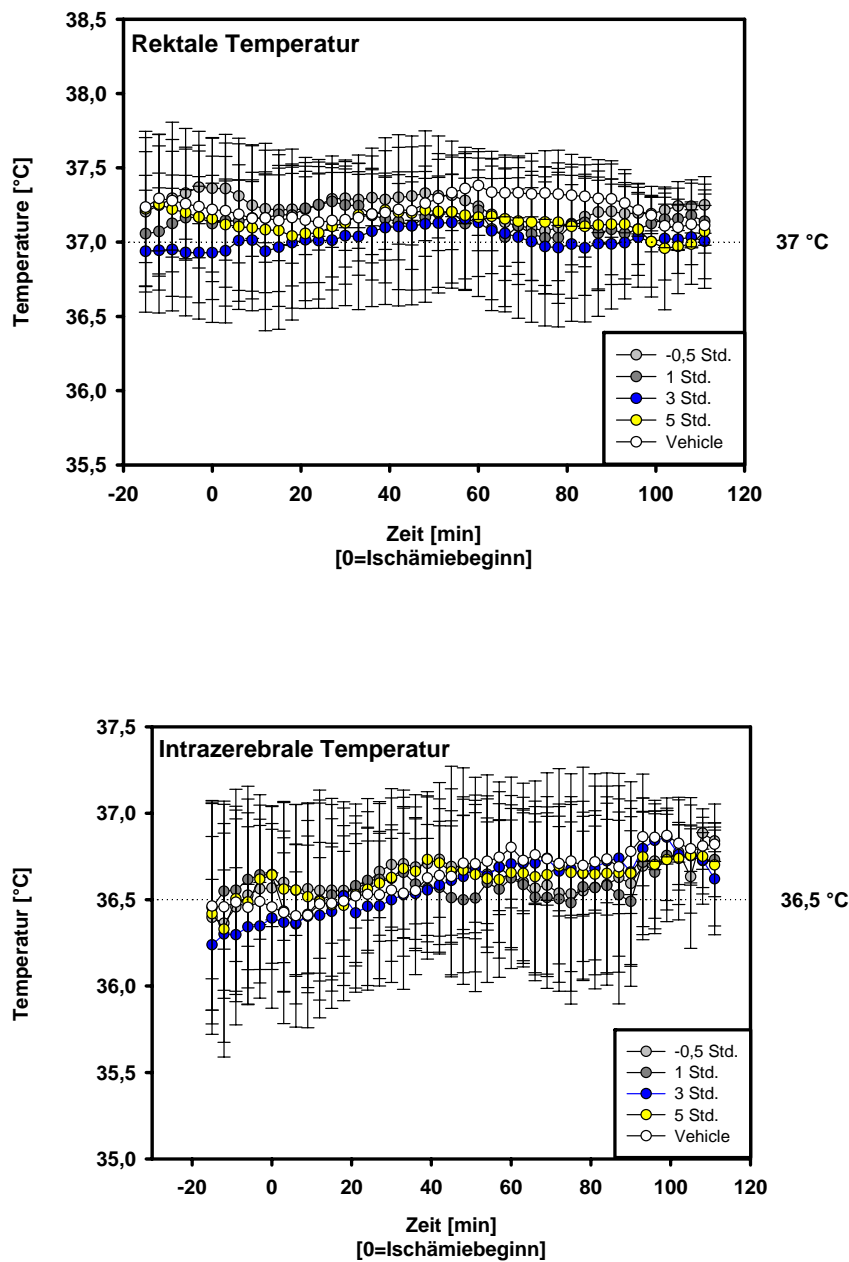 Rektale Temperatur
38,5
38,0
37,5
37,0
36,5
36,0
35,5
Temperature [°C]
37 °C
-0,5 Std.
1 Std.
3 Std.
5 Std.
Vehicle
-20 0 20 40 60 80 100 120
Zeit [min]
[0=Ischämiebeginn]
Intrazerebrale Temperatur
37,5
37,0
36,5
36,0
35,5
35,0
Temperatur [°C]
36,5 °C
-0,5 Std.
1 Std.
3 Std.
5 Std.
Vehicle
-20 0 20 40 60 80 100 120
Zeit [min]
[0=Ischämiebeginn]